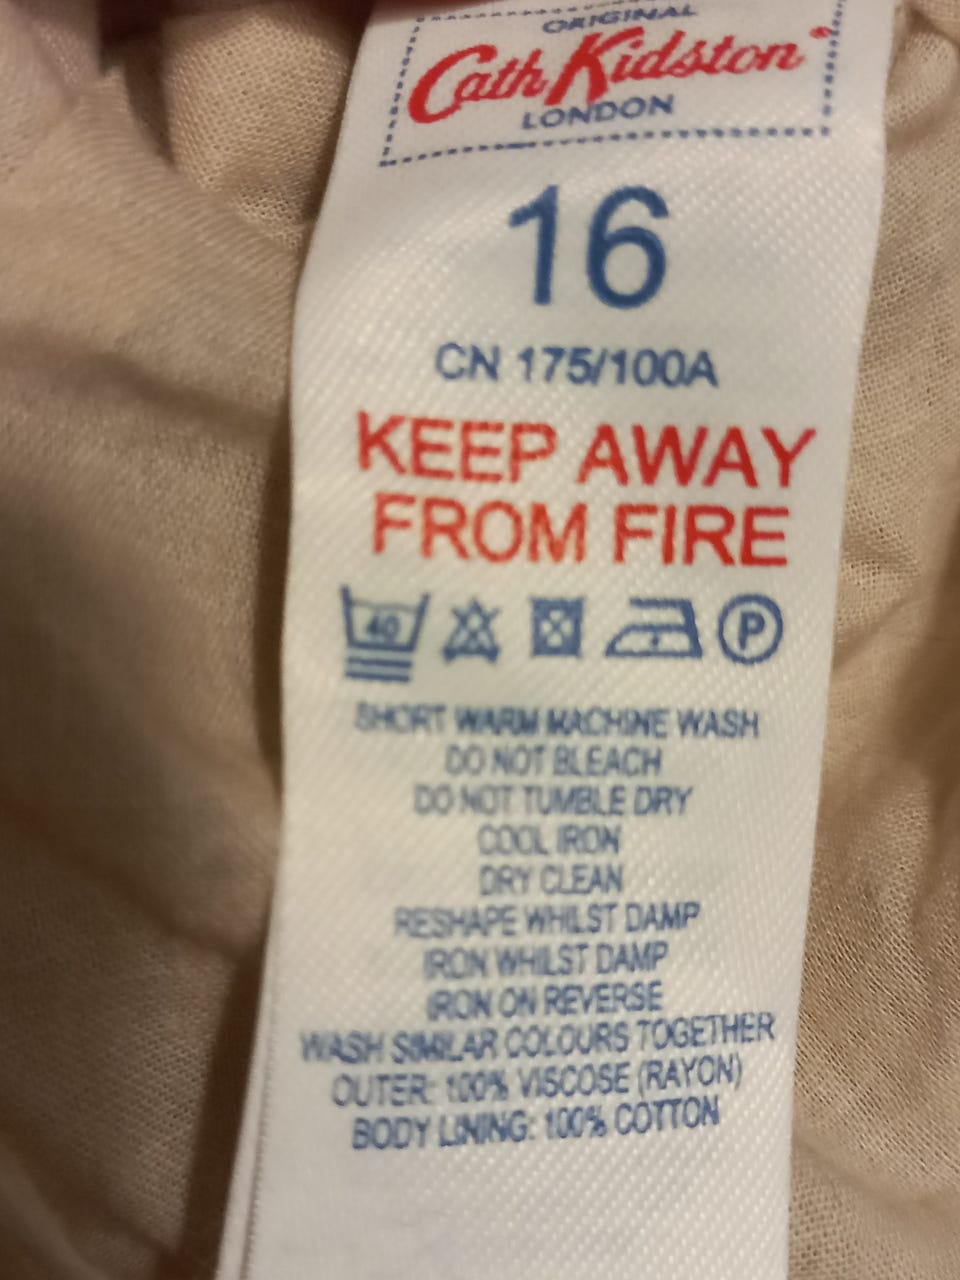 ORIGINAL
Cath Kidston®
LONDON
16
CN 175/100A
KEEP AWAY
FROM FIRE
40 P
SHORT WARM MACHINE WASH
DO NOT BLEACH
DO NOT TUMBLE DRY
COOL IRON
DRY CLEAN
RESHAPE WHILST DAMP
IRON WHILST DAMP
IRON ON REVERSE
WASH SIMILAR COLOURS TOGETHER
OUTER: 100% VISCOSE (RAYON)
BODY LINING: 100% COTTON